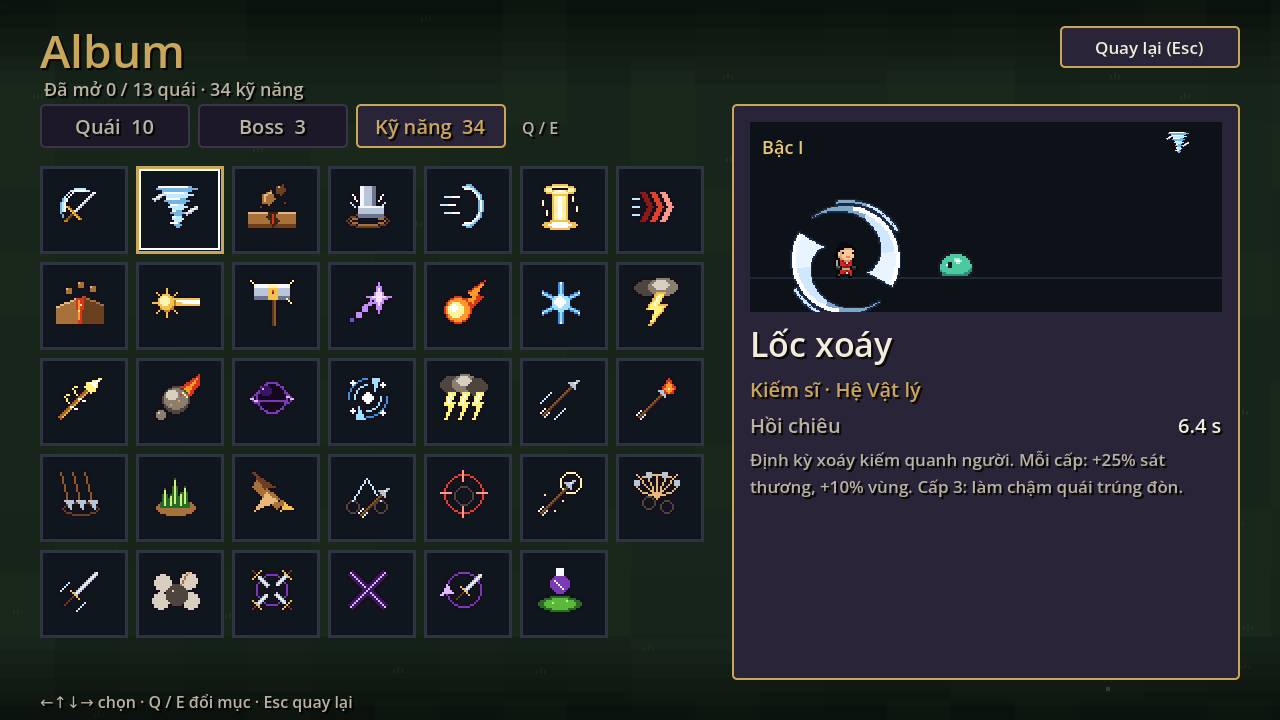 Album
Đã mở 0 / 13 quái · 34 kỹ năng
Quay lại (Esc)
Quái 10
Boss 3
Kỹ năng 34
Q / E
Bậc I
Lốc xoáy
Kiếm sĩ · Hệ Vật lý
Hồi chiêu 6.4 s
Định kỳ xoáy kiếm quanh người. Mỗi cấp: +25% sát
thương, +10% vùng. Cấp 3: làm chậm quái trúng đòn.
←↑↓→ chọn · Q / E đổi mục · Esc quay lại